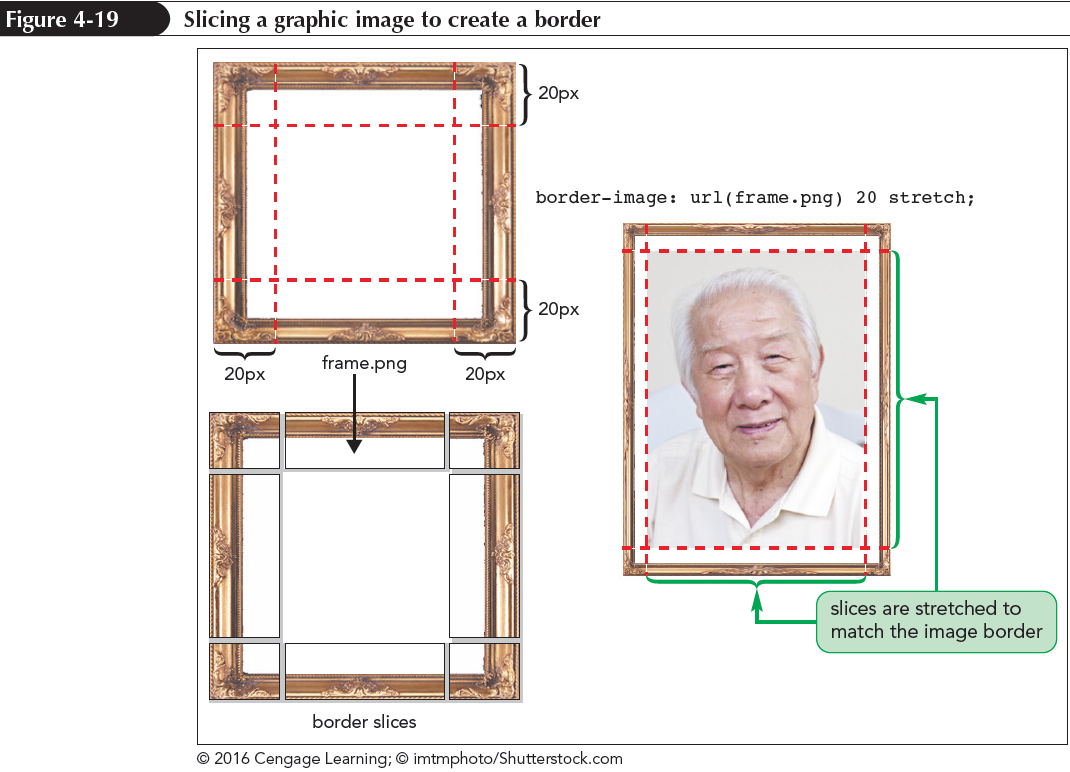 Figure 4-19 Slicing a graphic image to create a border
20px
border-image: url(frame.png) 20 stretch;
20px
20px
frame.png
20px
slices are stretched to
match the image border
border slices
© 2016 Cengage Learning; © imtmphoto/Shutterstock.com